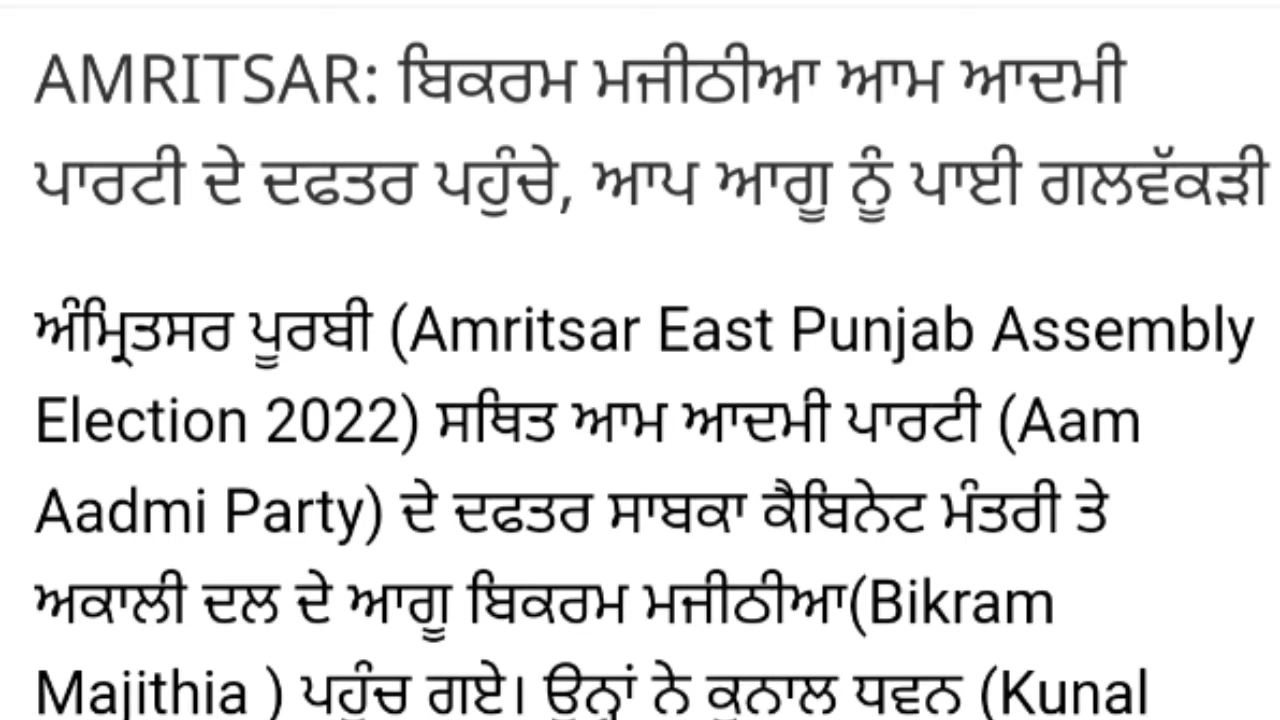 AMRITSAR: ਬਿਕਰਮ ਮਜੀਠੀਆ ਆਮ ਆਦਮੀ
ਪਾਰਟੀ ਦੇ ਦਫਤਰ ਪਹੁੰਚੇ, ਆਪ ਆਗੂ ਨੂੰ ਪਾਈ ਗਲਵੱਕੜੀ
ਅੰਮ੍ਰਿਤਸਰ ਪੂਰਬੀ (Amritsar East Punjab Assembly
Election 2022) ਸਥਿਤ ਆਮ ਆਦਮੀ ਪਾਰਟੀ (Aam
Aadmi Party) ਦੇ ਦਫਤਰ ਸਾਬਕਾ ਕੈਬਿਨੇਟ ਮੰਤਰੀ ਤੇ
ਅਕਾਲੀ ਦਲ ਦੇ ਆਗੂ ਬਿਕਰਮ ਮਜੀਠੀਆ(Bikram
Majithia ) ਪਹੁੰਚ ਗਏ। ਉਨ੍ਹਾਂ ਨੇ ਕੁਨਾਲ ਧਵਨ (Kunal